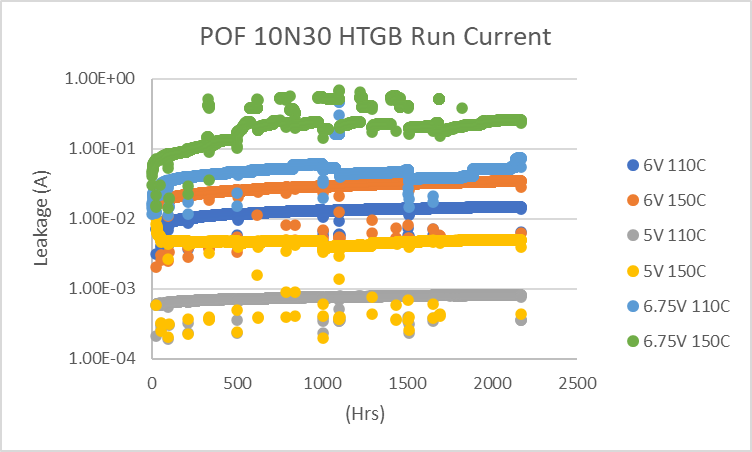 POF 10N30 HTGB Run Current
1.00E+00
1.00E-01
1.00E-02
1.00E-03
1.00E-04
Leakage (A)
0 500 1000 1500 2000 2500
(Hrs)
6V 110C
6V 150C
5V 110C
5V 150C
6.75V 110C
6.75V 150C